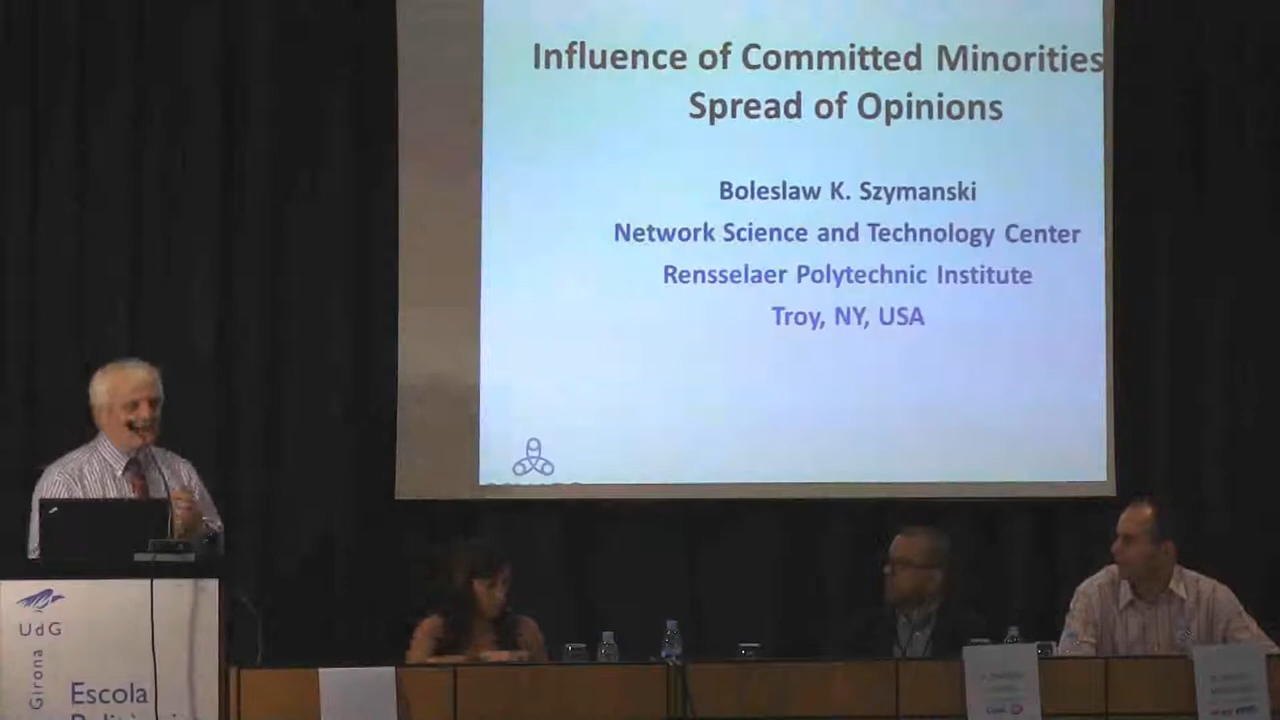 Influence of Committed Minorities
Spread of Opinions
Boleslaw K. Szymanski
Network Science and Technology Center
Rensselaer Polytechnic Institute
Troy, NY, USA
UdG
Girona
Escola